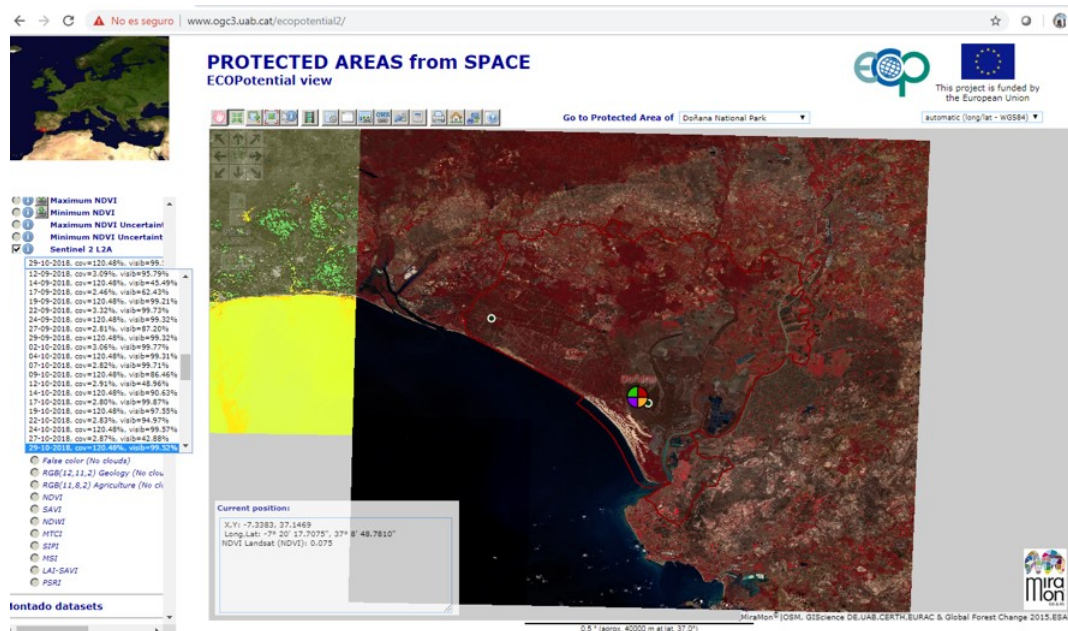 No es seguro | www.ogc3.uab.cat/ecopotential2/
PROTECTED AREAS from SPACE
ECOPotential view
ecop
This project is funded by
the European Union
Go to Protected Area of Doñana National Park
automatic (long/lat - WGS84)
Maximum NDVI
Minimum NDVI
Maximum NDVI Uncertaint
Minimum NDVI Uncertaint
Sentinel 2 L2A
29-10-2018, cov=120.48%, visib=99.
12-09-2018, cov=3.09%, visib=95.79%
14-09-2018, cov=120.48%, visib=45.49%
17-09-2018, cov=2.46%, visib=62.43%
19-09-2018, cov=120.48%, visib=99.21%
22-09-2018, cov=3.32%, visib=99.73%
24-09-2018, cov=120.48%, visib=99.32%
27-09-2018, cov=2.81%, visib=87.20%
29-09-2018, cov=120.48%, visib=99.32%
02-10-2018, cov=3.06%, visib=99.77%
04-10-2018, cov=120.48%, visib=99.31%
07-10-2018, cov=2.82%, visib=99.71%
09-10-2018, cov=120.48%, visib=86.46%
12-10-2018, cov=2.91%, visib=48.96%
14-10-2018, cov=120.48%, visib=90.63%
17-10-2018, cov=2.80%, visib=99.87%
19-10-2018, cov=120.48%, visib=97.55%
22-10-2018, cov=2.83%, visib=94.97%
24-10-2018, cov=120.48%, visib=99.57%
27-10-2018, cov=2.87%, visib=42.88%
29-10-2018, cov=120.48%, visib=99.52%
False color (No clouds)
RGB(12,11,2) Geology (No clou
RGB(11,8,2) Agriculture (No cl
NDVI
SAVI
NDWI
MTCI
SIPI
MSI
LAI-SAVI
PSRI
Montado datasets
Current position:
X,Y: -7.3383, 37.1469
Long,Lat: -7° 20' 17.7075", 37° 8' 48.7810"
NDVI Landsat (NDVI): 0.075
Mira
Mon
MiraMon© |OSM, GIScience DE,UAB,CERTH,EURAC & Global Forest Change 2015,ESA
0.5 ° (aprox. 40000 m at lat. 37.0°)